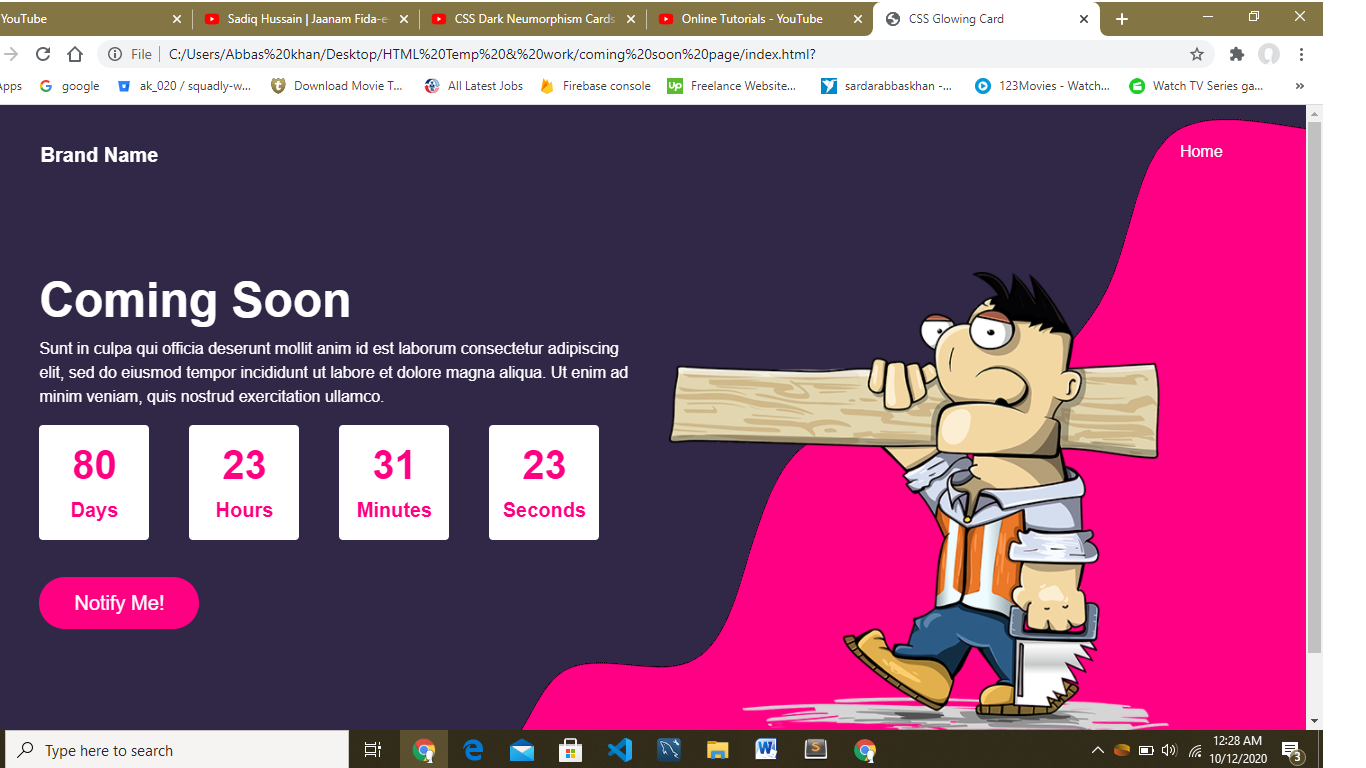 YouTube
Sadiq Hussain | Jaanam Fida-e-
CSS Dark Neumorphism Cards
Online Tutorials - YouTube
CSS Glowing Card
File
C:/Users/Abbas%20khan/Desktop/HTML%20Temp%20&%20work/coming%20soon%20page/index.html?
Apps
google
ak_020 / squadly-w...
Download Movie T...
All Latest Jobs
Firebase console
Up
Freelance Website...
sardarabbaskhan -...
123Movies - Watch...
Watch TV Series ga...
Brand Name
Home
Coming Soon
Sunt in culpa qui officia deserunt mollit anim id est laborum consectetur adipiscing
elit, sed do eiusmod tempor incididunt ut labore et dolore magna aliqua. Ut enim ad
minim veniam, quis nostrud exercitation ullamco.
80
Days
23
Hours
31
Minutes
23
Seconds
Notify Me!
Type here to search
12:28 AM
10/12/2020
3